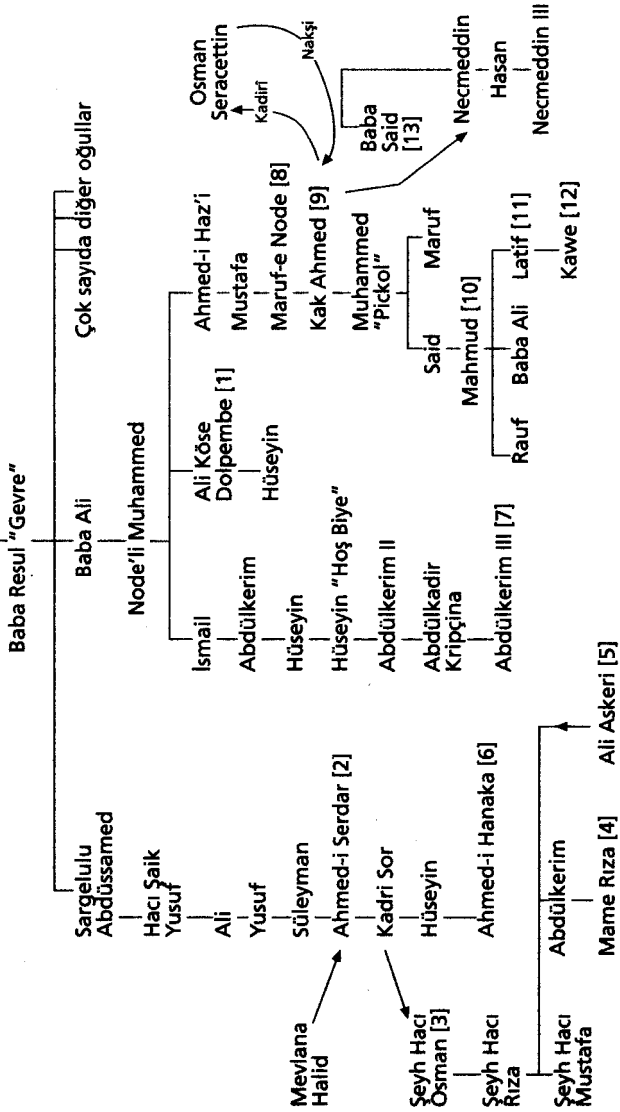 Baba Resul "Gevre"
Sargelulu
Abdüssamed
Hacı Şaik
Yusuf
Ali
Yusuf
Süleyman
Ahmed-i Serdar [2]
Kadri Sor
Hüseyin
Ahmed-i Hanaka [6]
Mevlana
Halid
Şeyh Hacı
Osman [3]
Şeyh Hacı
Rıza
Şeyh Hacı
Mustafa
Abdülkerim
Mame Rıza [4]
Ali Askeri [5]
Baba Ali
Node'li Muhammed
İsmail
Abdülkerim
Hüseyin
Hüseyin "Hoş Biye"
Abdülkerim II
Abdülkadir
Kripçina
Abdülkerim III [7]
Ali Köse
Dolpembe [1]
Hüseyin
Ahmed-i Haz'i
Mustafa
Maruf-e Node [8]
Kak Ahmed [9]
Muhammed
"Pickol"
Said
Maruf
Mahmud [10]
Rauf
Baba Ali
Latif [11]
Kawe [12]
Çok sayıda diğer oğullar
Osman
Seracettin
Kadirî
Nakşi
Baba
Said
[13]
Necmeddin
Hasan
Necmeddin III